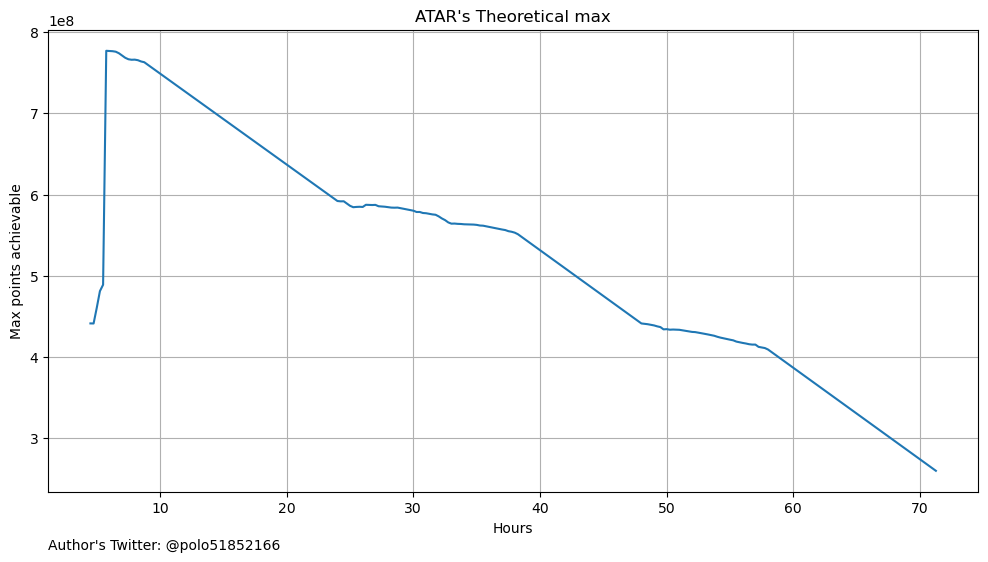 ATAR's Theoretical max
1e8
8
7
6
5
4
3
Max points achievable
10 20 30 40 50 60 70
Hours
Author's Twitter: @polo51852166